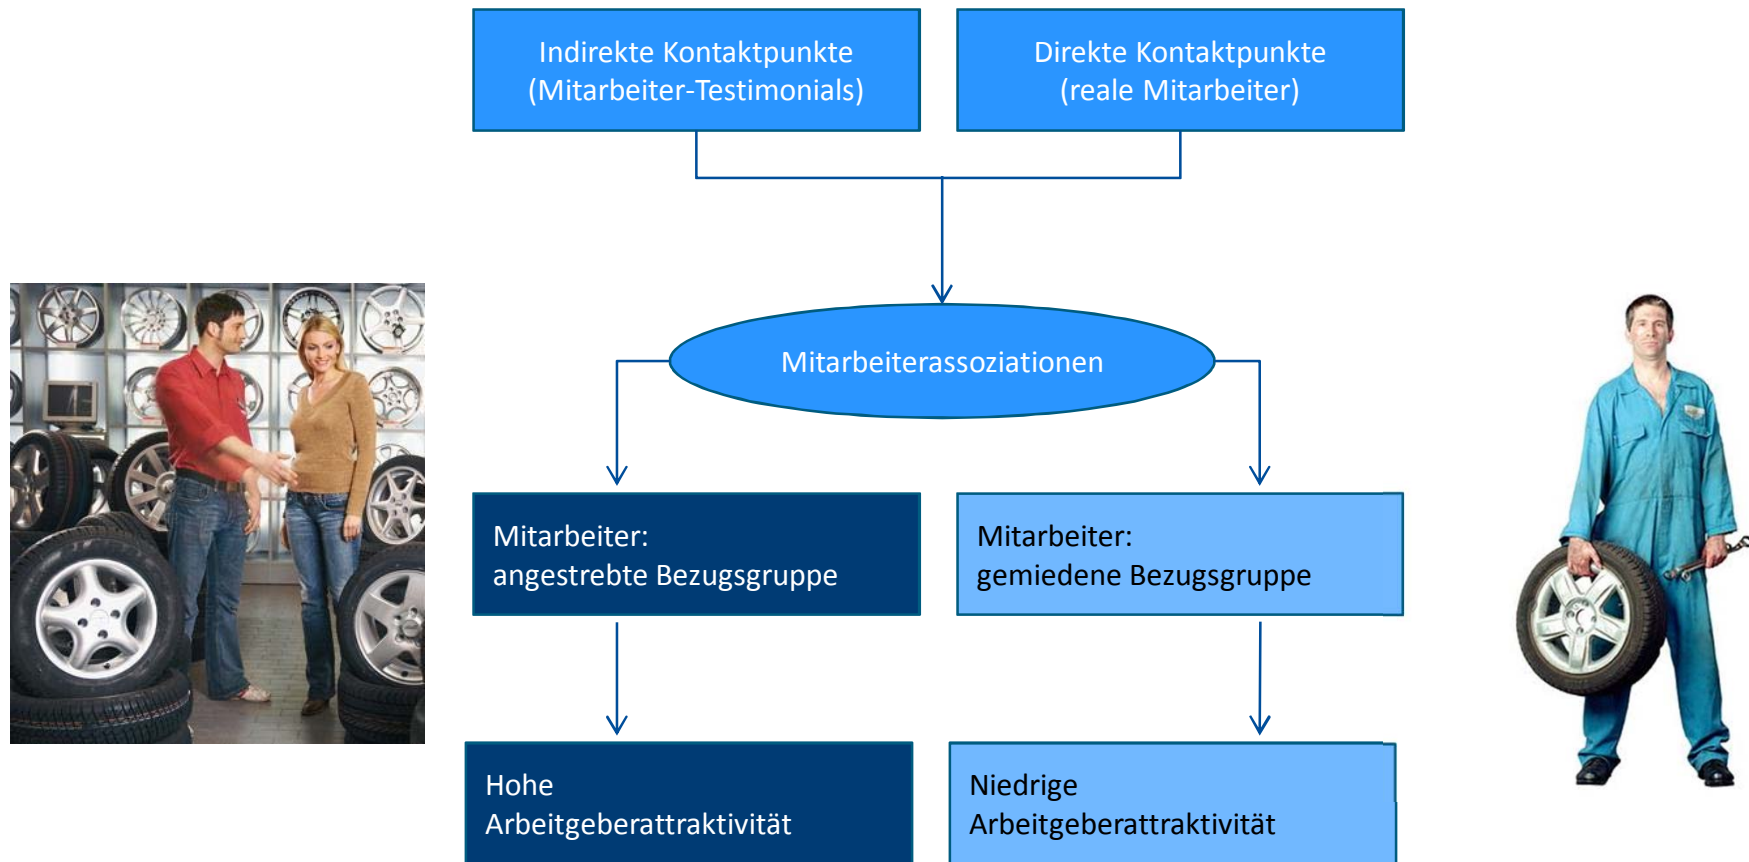 Indirekte Kontaktpunkte
(Mitarbeiter-Testimonials)
Direkte Kontaktpunkte
(reale Mitarbeiter)
Mitarbeiterassoziationen
Mitarbeiter:
angestrebte Bezugsgruppe
Mitarbeiter:
gemiedene Bezugsgruppe
Hohe
Arbeitgeberattraktivität
Niedrige
Arbeitgeberattraktivität